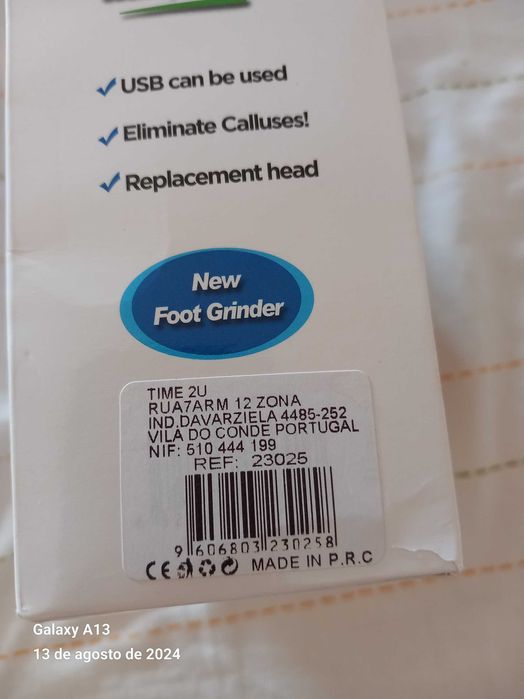 USB can be used
Eliminate Calluses!
Replacement head
New
Foot Grinder
TIME 2U
RUA7ARM 12 ZONA
IND.DAVARZIELA 4485-252
VILA DO CONDE PORTUGAL
NIF: 510 444 199
REF: 23025
9 606803 230258
CE MADE IN P.R.C
Galaxy A13
13 de agosto de 2024